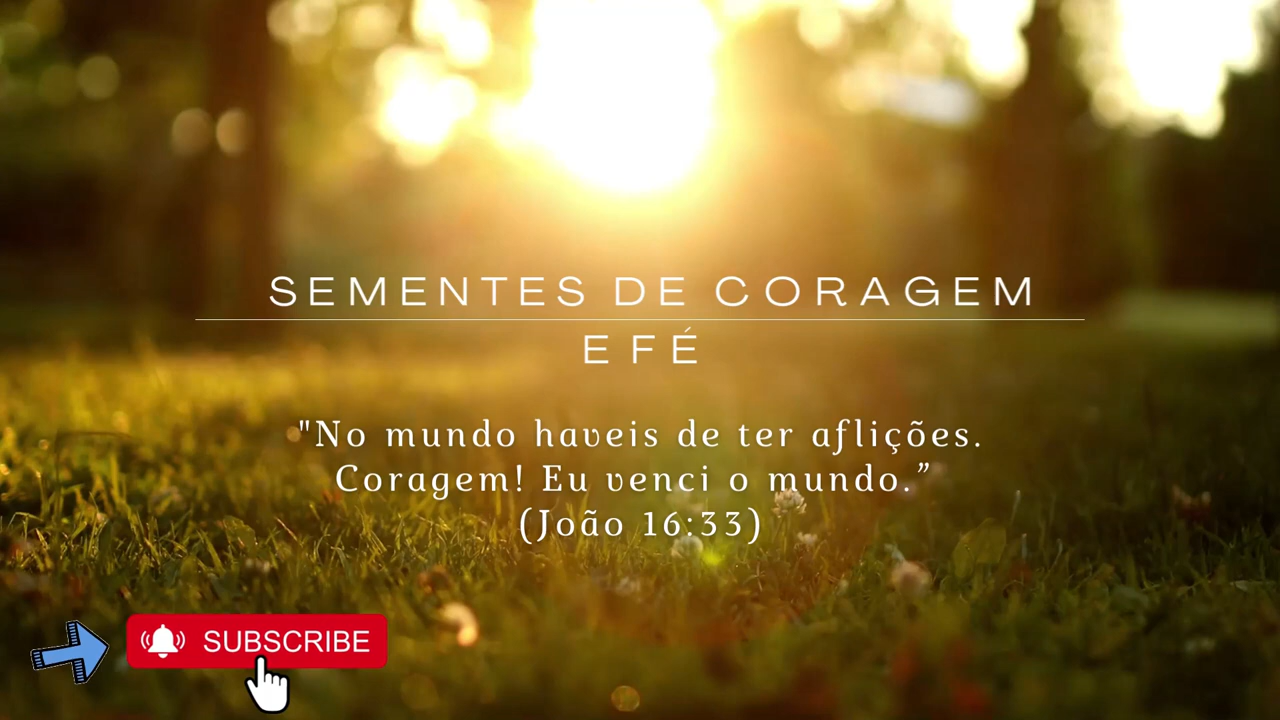 SEMENTES DE CORAGEM
E FÉ
"No mundo haveis de ter aflições.
Coragem! Eu venci o mundo.”
(João 16:33)
SUBSCRIBE